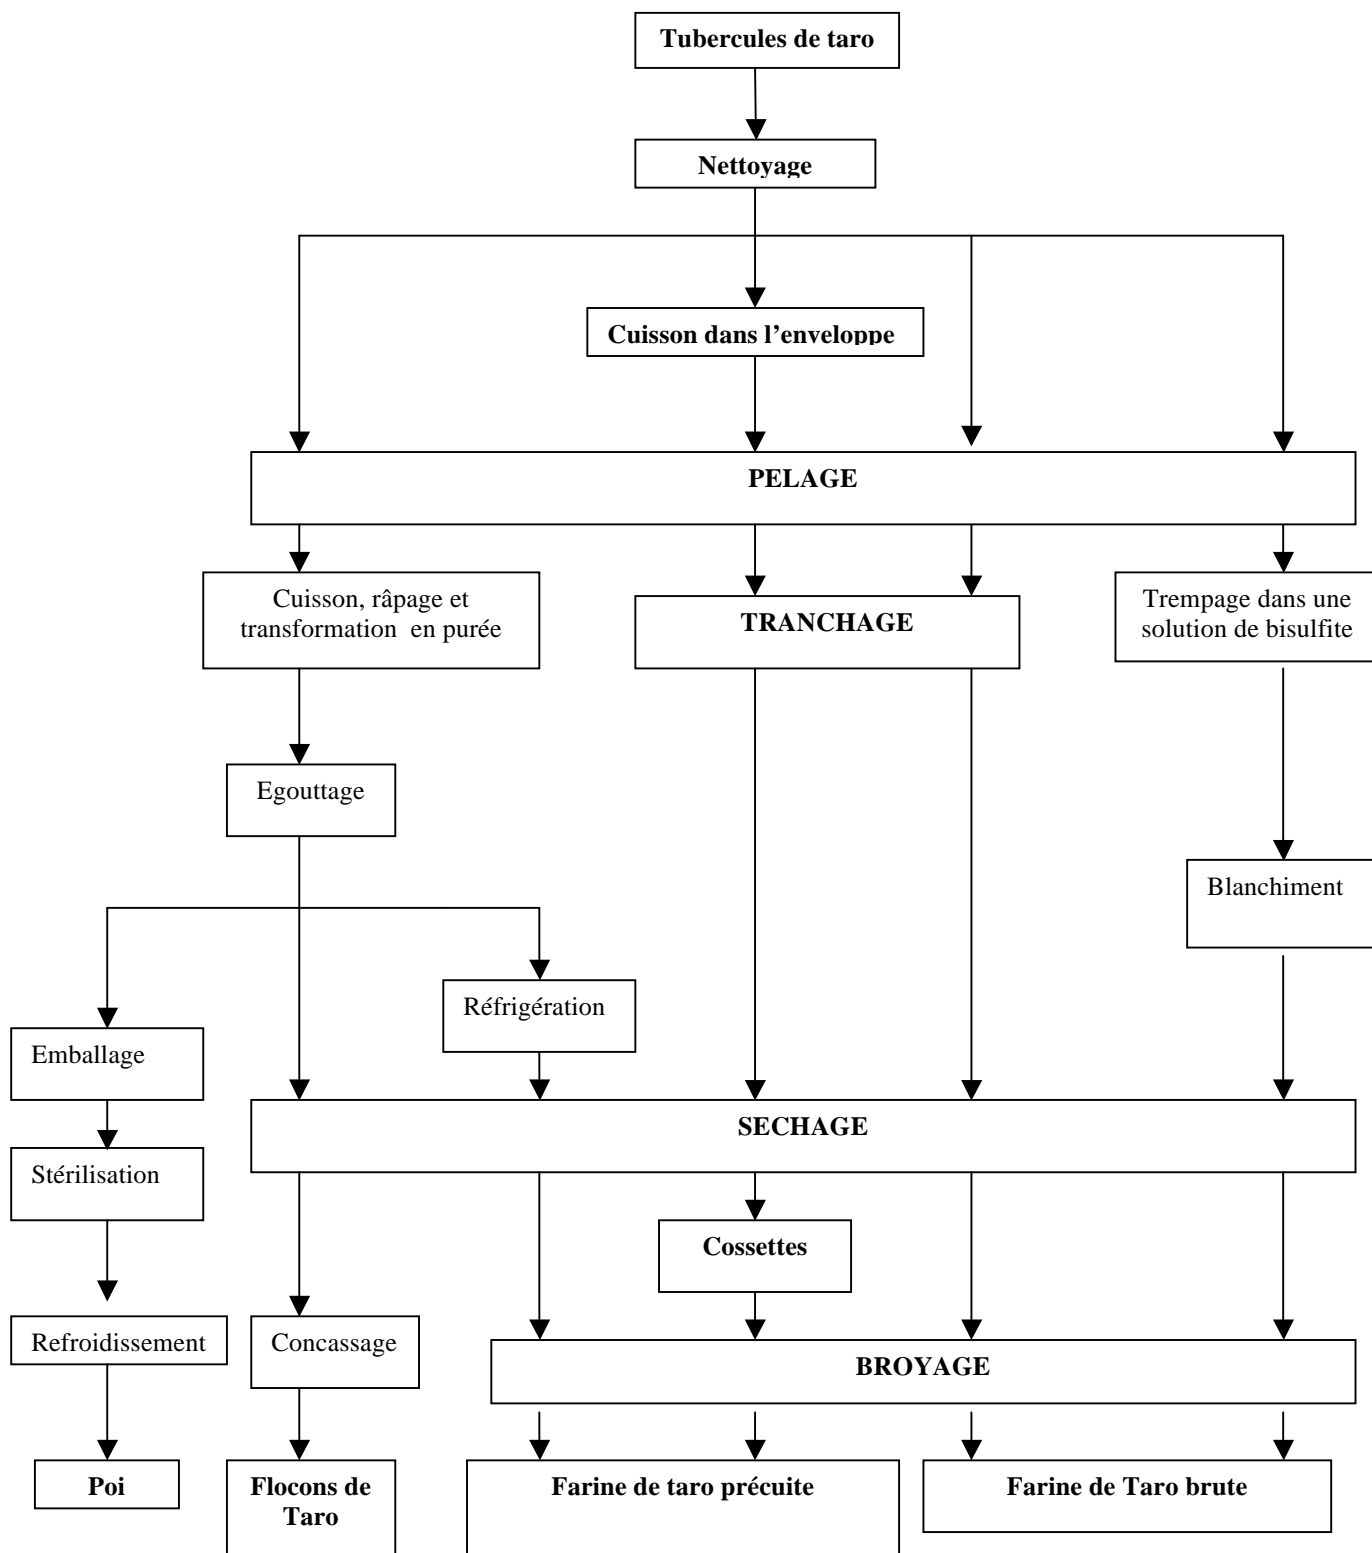 Tubercules de taro
Nettoyage
Cuisson dans l’enveloppe
PELAGE
Cuisson, râpage et
transformation en purée
TRANCHAGE
Trempage dans une
solution de bisulfite
Egouttage
Blanchiment
Réfrigération
Emballage
SECHAGE
Stérilisation
Cossettes
Refroidissement
Concassage
BROYAGE
Poi
Flocons de
Taro
Farine de taro précuite
Farine de Taro brute